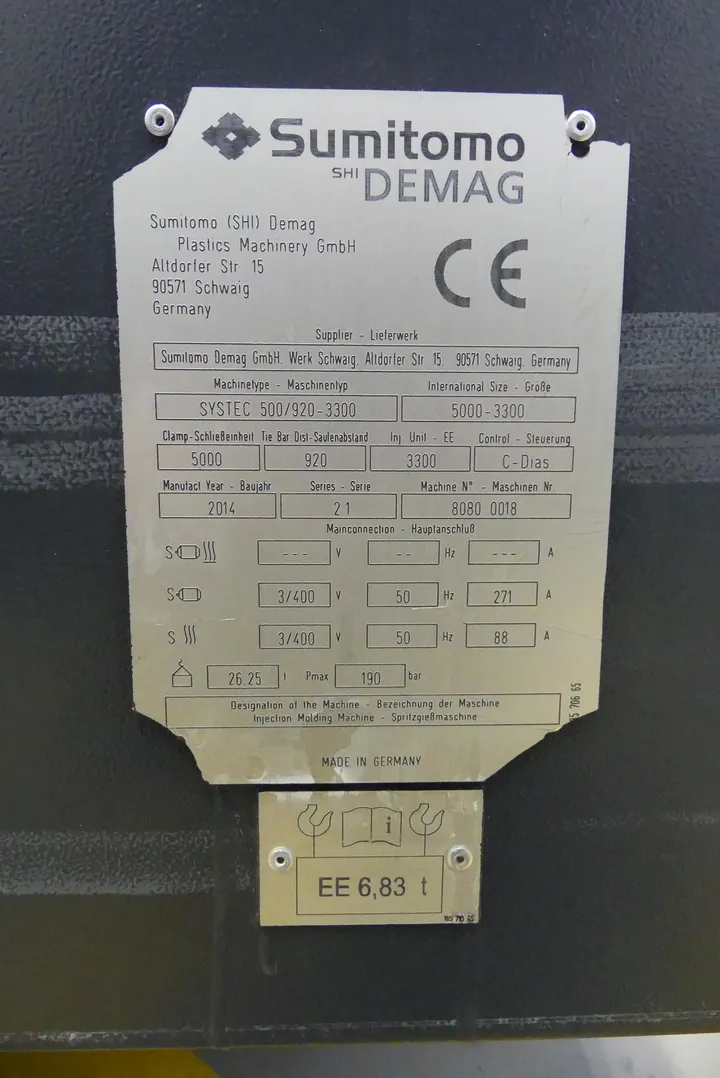 Sumitomo
SHI DEMAG
Sumitomo (SHI) Demag
Plastics Machinery GmbH
Altdorfer Str 15
90571 Schwaig
Germany
CE
Supplier - Lieferwerk
Sumitomo Demag GmbH, Werk Schwaig, Altdorfer Str 15, 90571 Schwaig, Germany
Machinetype - Maschinentyp International Size - Größe
SYSTEC 500/920-3300 5000-3300
Clamp-Schließeinheit Tie Bar Dist-Säulenabstand Inj Unit - EE Control - Steuerung
5000 920 3300 C-Dias
Manufact Year - Baujahr Series - Serie Machine N° - Maschinen Nr.
2014 2.1 8080 0018
Mainconnection - Hauptanschluß
S --- V -- Hz --- A
S 3/400 V 50 Hz 271 A
S 3/400 V 50 Hz 88 A
26.25 t Pmax 190 bar
Designation of the Machine - Bezeichnung der Maschine
Injection Molding Machine - Spritzgießmaschine
MADE IN GERMANY
i
EE 6,83 t